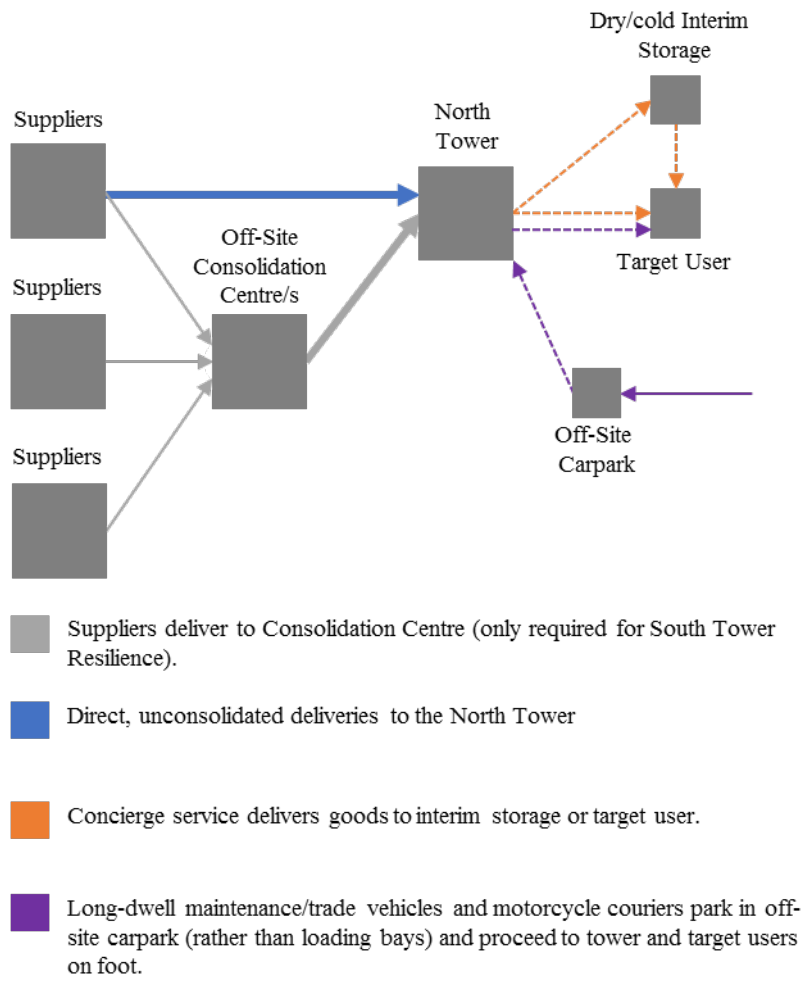 Dry/cold Interim
Storage
Suppliers
North
Tower
Off-Site
Consolidation
Centre/s
Target User
Suppliers
Off-Site
Carpark
Suppliers
Suppliers deliver to Consolidation Centre (only required for South Tower
Resilience).
Direct, unconsolidated deliveries to the North Tower
Concierge service delivers goods to interim storage or target user.
Long-dwell maintenance/trade vehicles and motorcycle couriers park in off-
site carpark (rather than loading bays) and proceed to tower and target users
on foot.